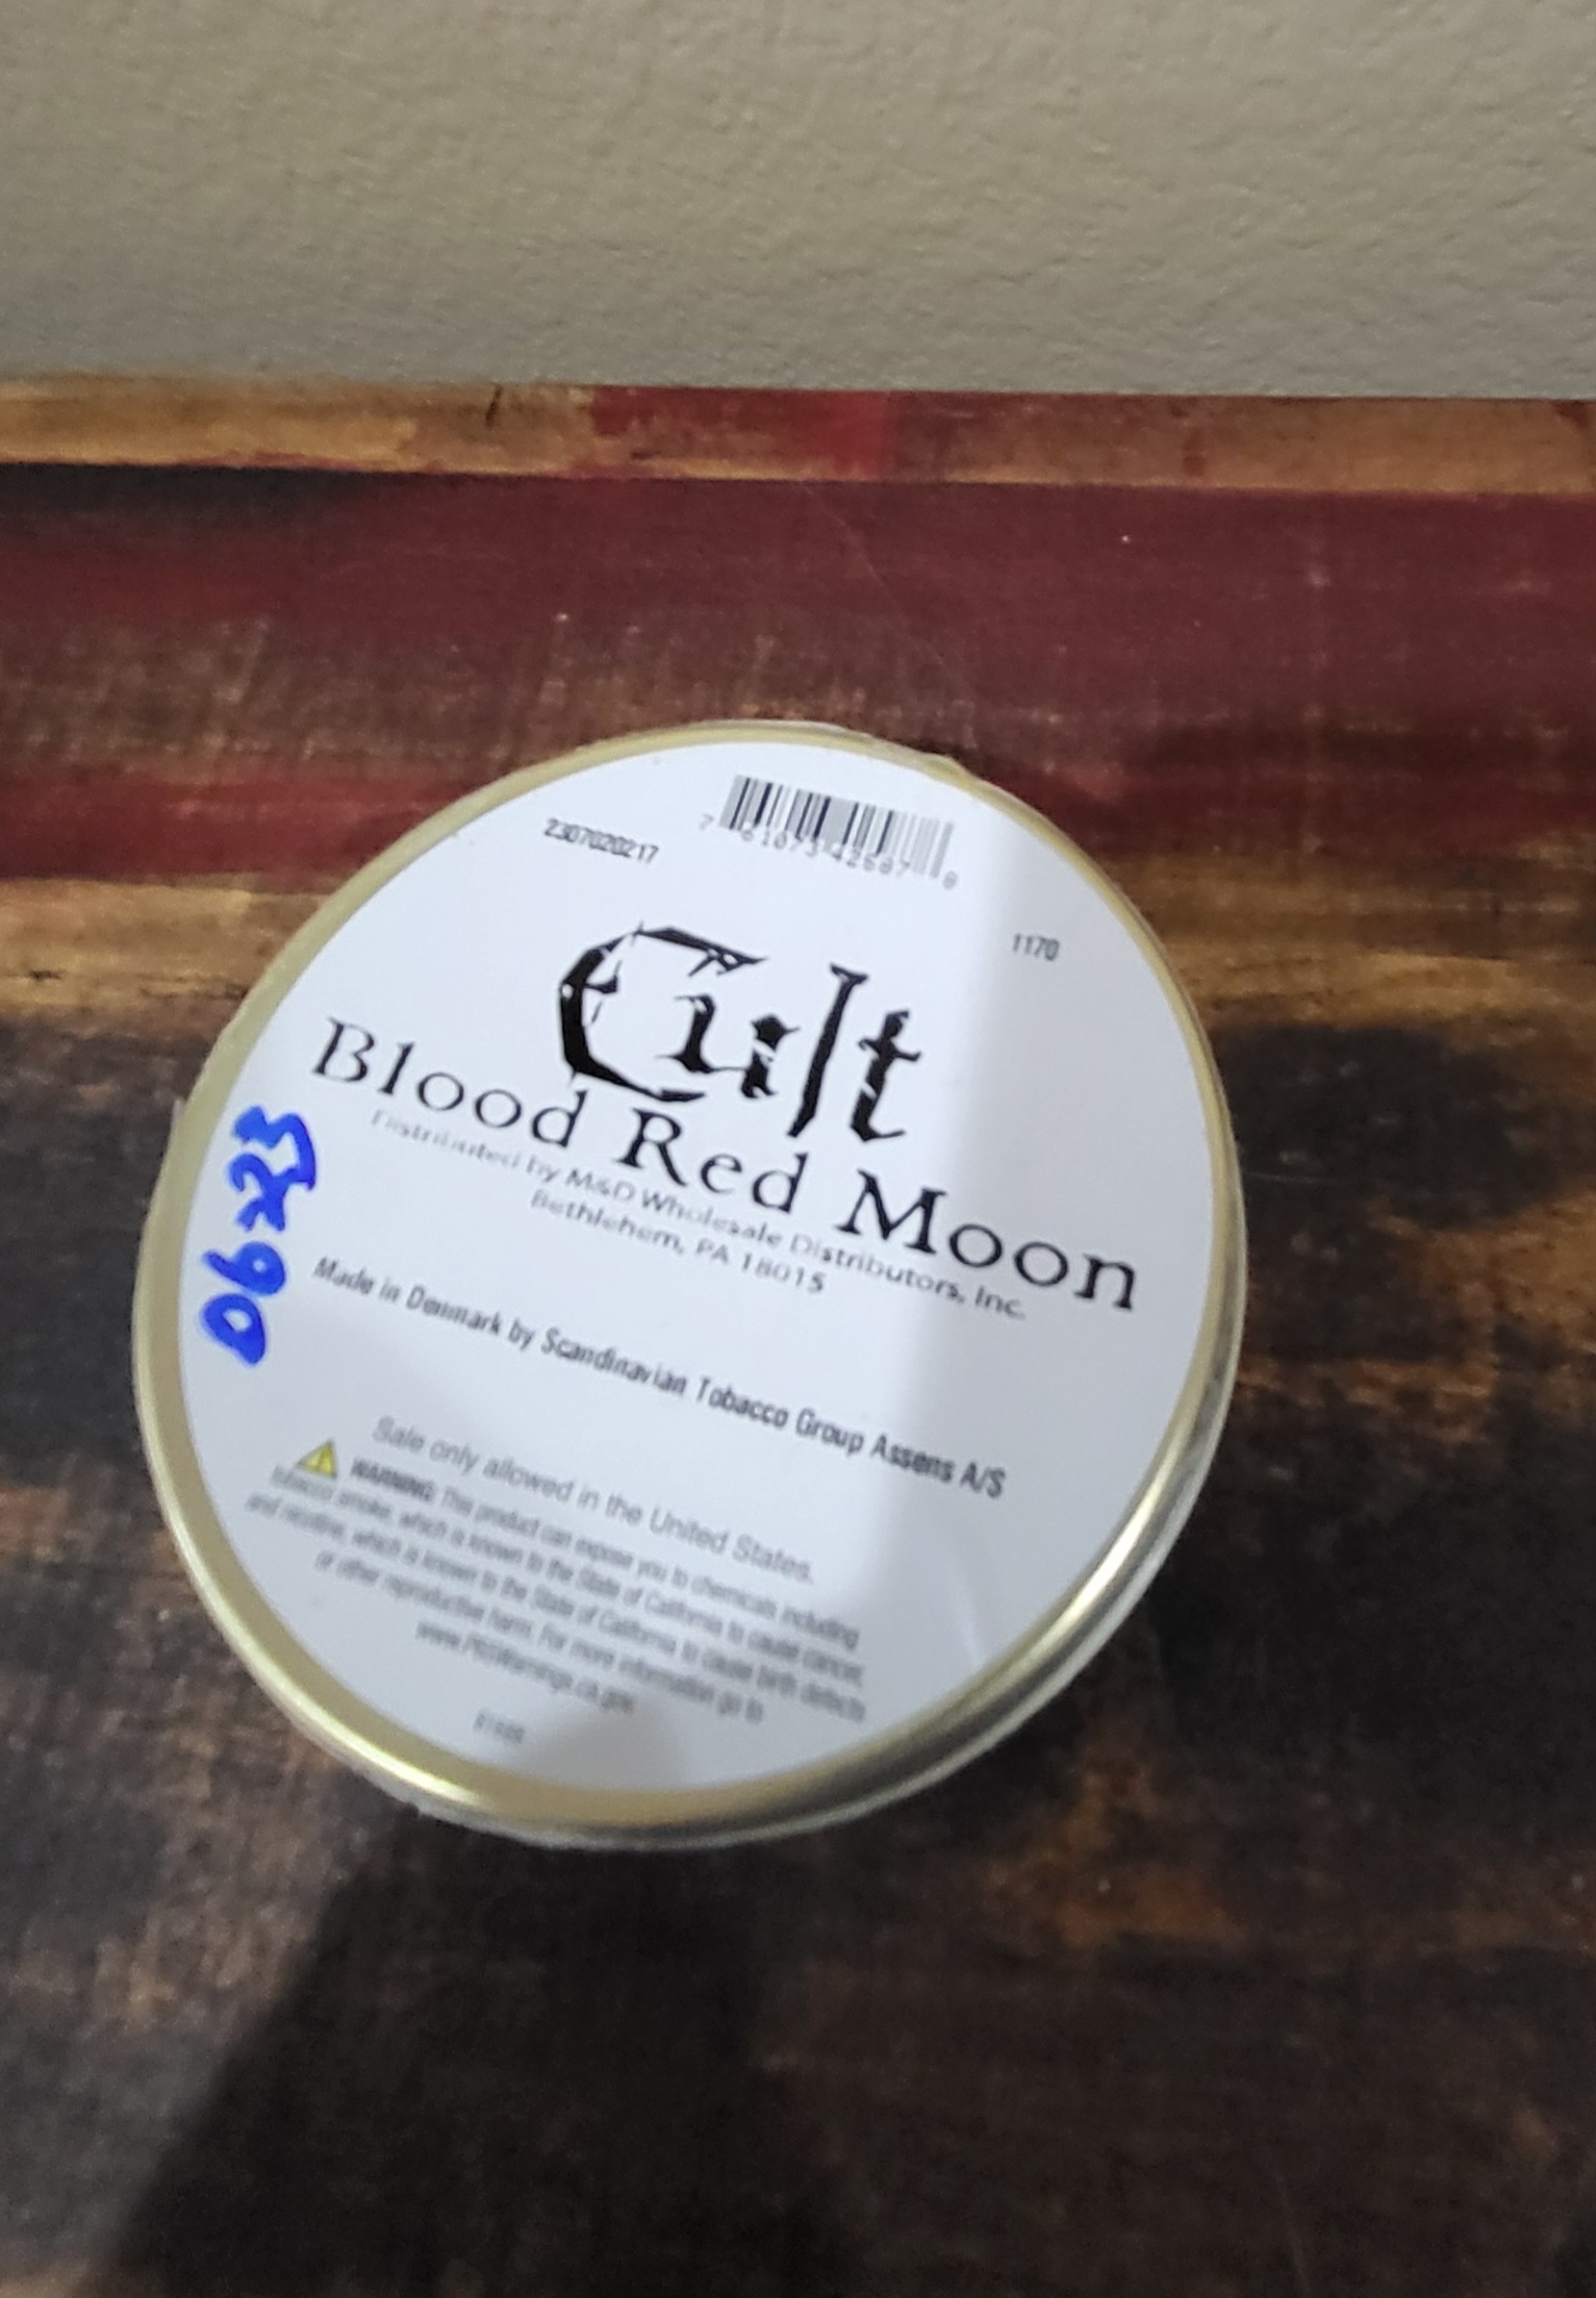 2307020217
7 61073 42587
1170
Cult
Blood Red Moon
Distributed by M&D Wholesale Distributors, Inc.
Bethlehem, PA 18015
0623
Made in Denmark by Scandinavian Tobacco Group Assens A/S
Sale only allowed in the United States.
WARNING: This product can expose you to chemicals including
tobacco smoke, which is known to the State of California to cause cancer,
and nicotine, which is known to the State of California to cause birth defects
or other reproductive harm. For more information go to
www.P65Warnings.ca.gov